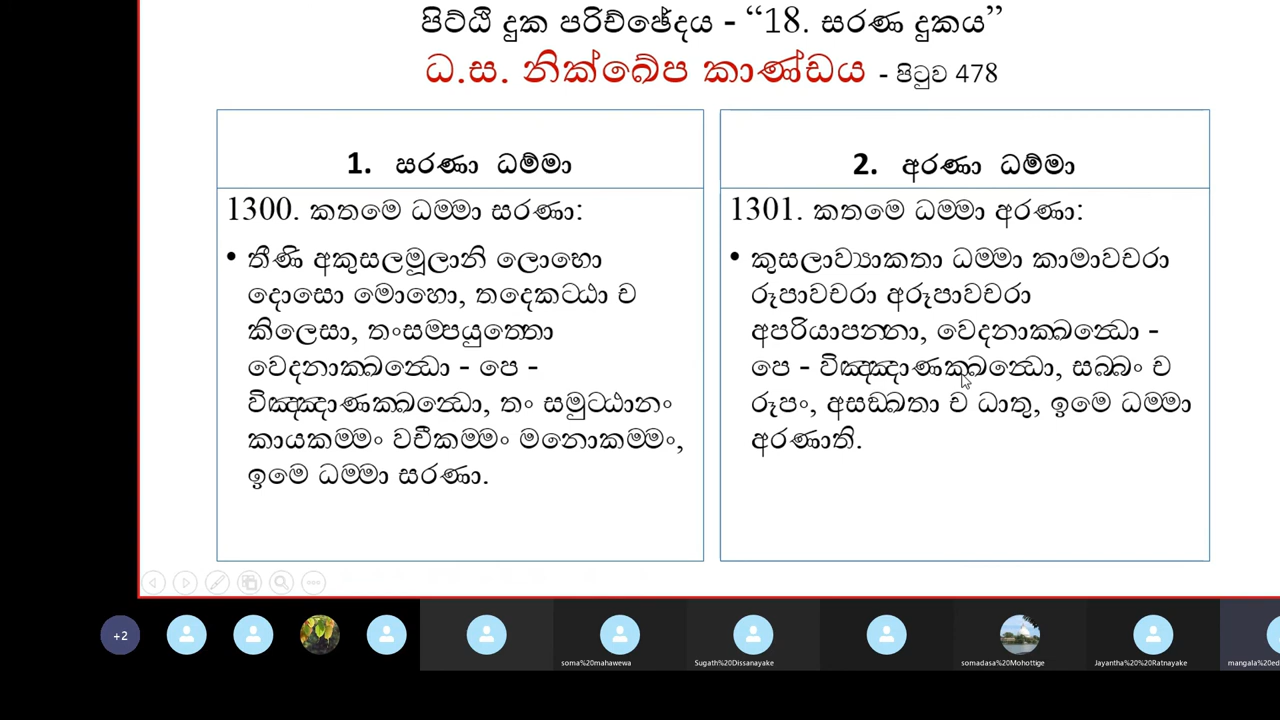 පිට්ඨි දුක පරිච්ඡේදය - “18. සරණ දුකය”
ධ.ස. නික්ඛේප කාණ්ඩය - පිටුව 478
1. සරණා ධම්මා
1300. කතමෙ ධම්මා සරණා:
• තීණි අකුසලමූලානි ලොභො
දොසො මොහො, තදෙකට්ඨා ච
කිලෙසා, තංසම්පයුත්තො
වෙදනාක්ඛන්ධො - පෙ -
විඤ්ඤාණක්ඛන්ධො, තං සමුට්ඨානං
කායකම්මං වචීකම්මං මනොකම්මං,
ඉමෙ ධම්මා සරණා.
2. අරණා ධම්මා
1301. කතමෙ ධම්මා අරණා:
• කුසලාව්‍යාකතා ධම්මා කාමාවචරා
රූපාවචරා අරූපාවචරා
අපරියාපන්නා, වෙදනාක්ඛන්ධො -
පෙ - විඤ්ඤාණක්ඛන්ධො, සබ්බං ච
රූපං, අසඞ්ඛතා ච ධාතු, ඉමෙ ධම්මා
අරණාති.
+2
soma%20mahawewa
Sugath%20Dissanayake
somadasa%20Mohottige
Jayantha%20%20Ratnayake
mangala%20ed